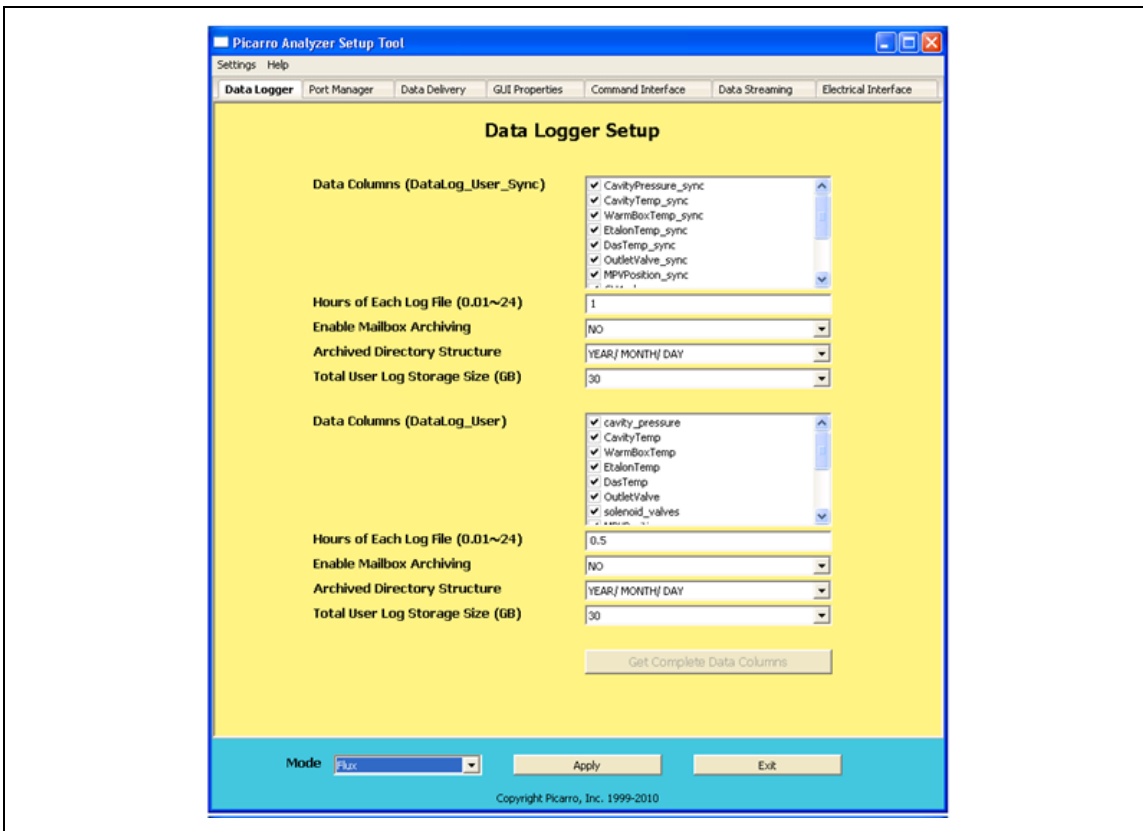 Picarro Analyzer Setup Tool
Settings Help
Data Logger Port Manager Data Delivery GUI Properties Command Interface Data Streaming Electrical Interface
Data Logger Setup
Data Columns (DataLog_User_Sync)
CavityPressure_sync
CavityTemp_sync
WarmBoxTemp_sync
EtalonTemp_sync
DasTemp_sync
OutletValve_sync
MPVPosition_sync
Hours of Each Log File (0.01~24) 1
Enable Mailbox Archiving NO
Archived Directory Structure YEAR/ MONTH/ DAY
Total User Log Storage Size (GB) 30
Data Columns (DataLog_User)
cavity_pressure
CavityTemp
WarmBoxTemp
EtalonTemp
DasTemp
OutletValve
solenoid_valves
Hours of Each Log File (0.01~24) 0.5
Enable Mailbox Archiving NO
Archived Directory Structure YEAR/ MONTH/ DAY
Total User Log Storage Size (GB) 30
Get Complete Data Columns
Mode Flux Apply Exit
Copyright Picarro, Inc. 1999-2010